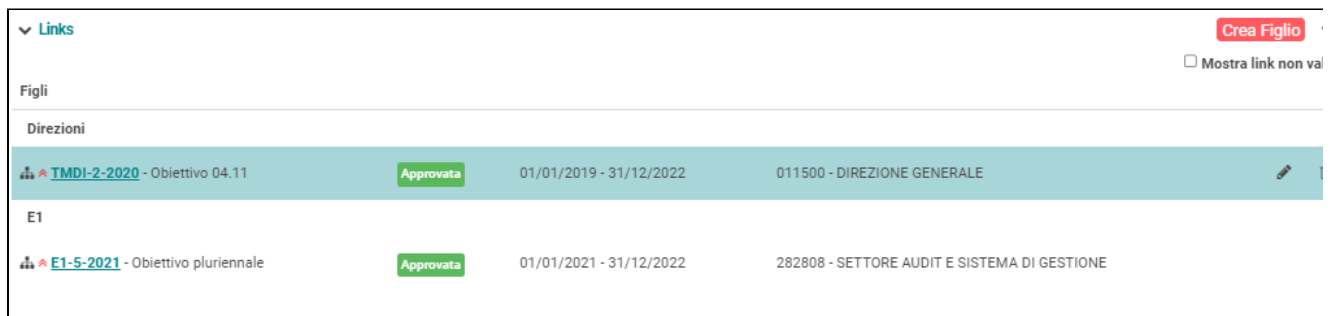 Links
Crea Figlio
Mostra link non
Figli
Direzioni
TMDI-2-2020 - Obiettivo 04.11 Approvata 01/01/2019 - 31/12/2022 011500 - DIREZIONE GENERALE
E1
E1-5-2021 - Obiettivo pluriennale Approvata 01/01/2021 - 31/12/2022 282808 - SETTORE AUDIT E SISTEMA DI GESTIONE